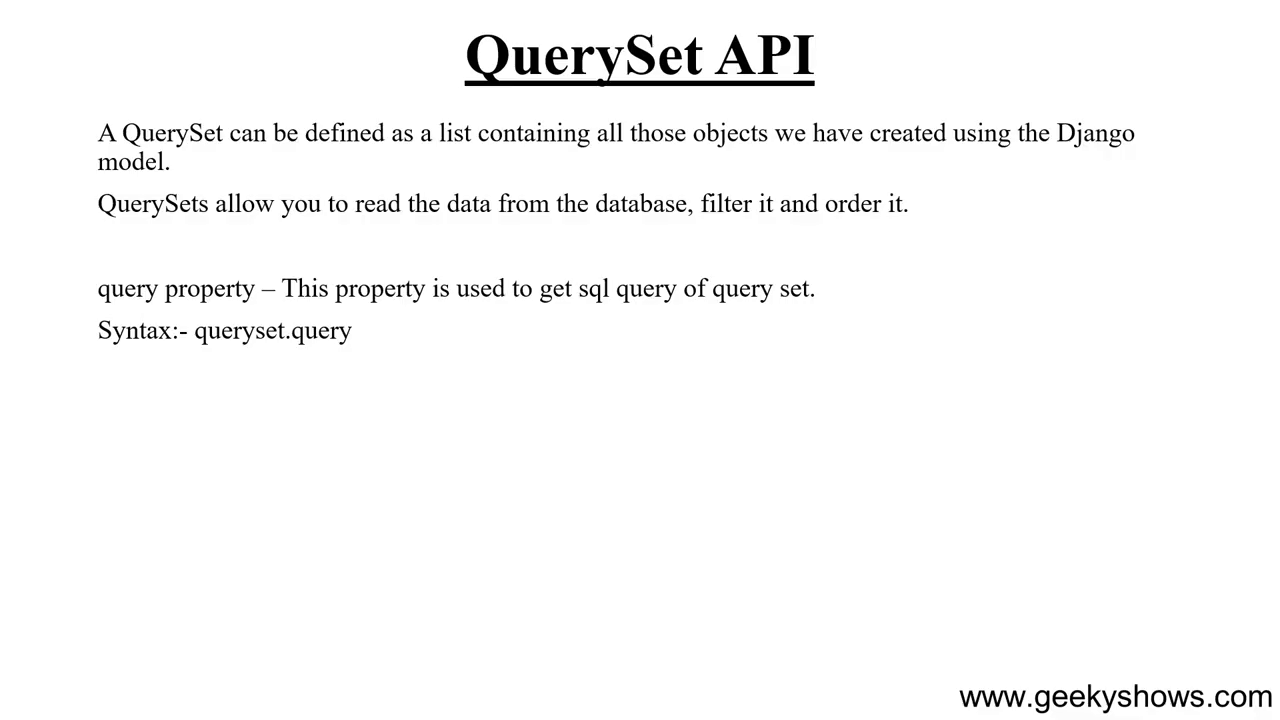 QuerySet API
A QuerySet can be defined as a list containing all those objects we have created using the Django
model.
QuerySets allow you to read the data from the database, filter it and order it.
query property – This property is used to get sql query of query set.
Syntax:- queryset.query
www.geekyshows.com